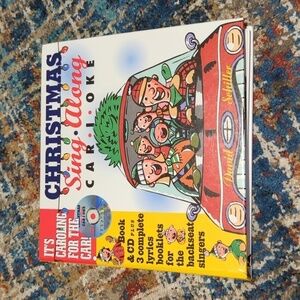 CHRISTMAS
Sing·Along
CAR·I·OKE
IT'S
CAROLING
FOR THE
CAR!
Book
& CD PLUS
3 complete
lyrics
booklets
for
the
backseat
singers